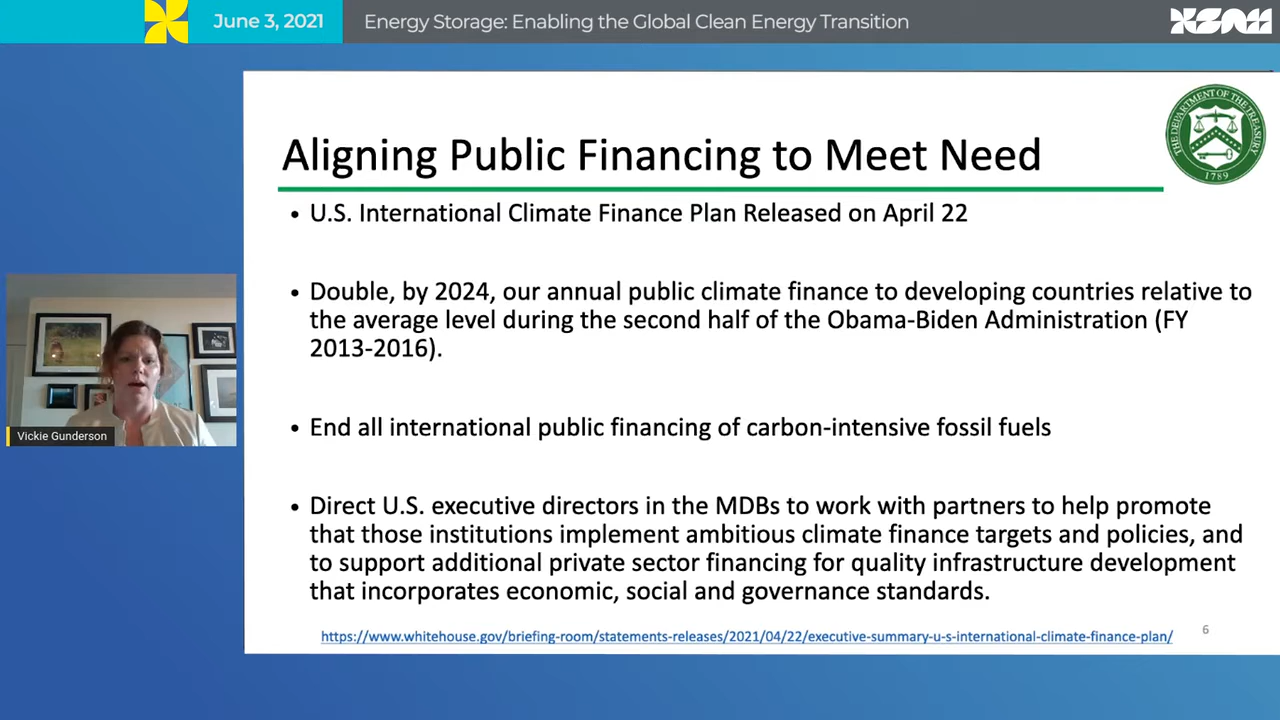 June 3, 2021
Energy Storage: Enabling the Global Clean Energy Transition
THE DEPARTMENT OF THE TREASURY
1789
Aligning Public Financing to Meet Need
• U.S. International Climate Finance Plan Released on April 22
• Double, by 2024, our annual public climate finance to developing countries relative to
the average level during the second half of the Obama-Biden Administration (FY
2013-2016).
• End all international public financing of carbon-intensive fossil fuels
• Direct U.S. executive directors in the MDBs to work with partners to help promote
that those institutions implement ambitious climate finance targets and policies, and
to support additional private sector financing for quality infrastructure development
that incorporates economic, social and governance standards.
https://www.whitehouse.gov/briefing-room/statements-releases/2021/04/22/executive-summary-u-s-international-climate-finance-plan/
6
Vickie Gunderson